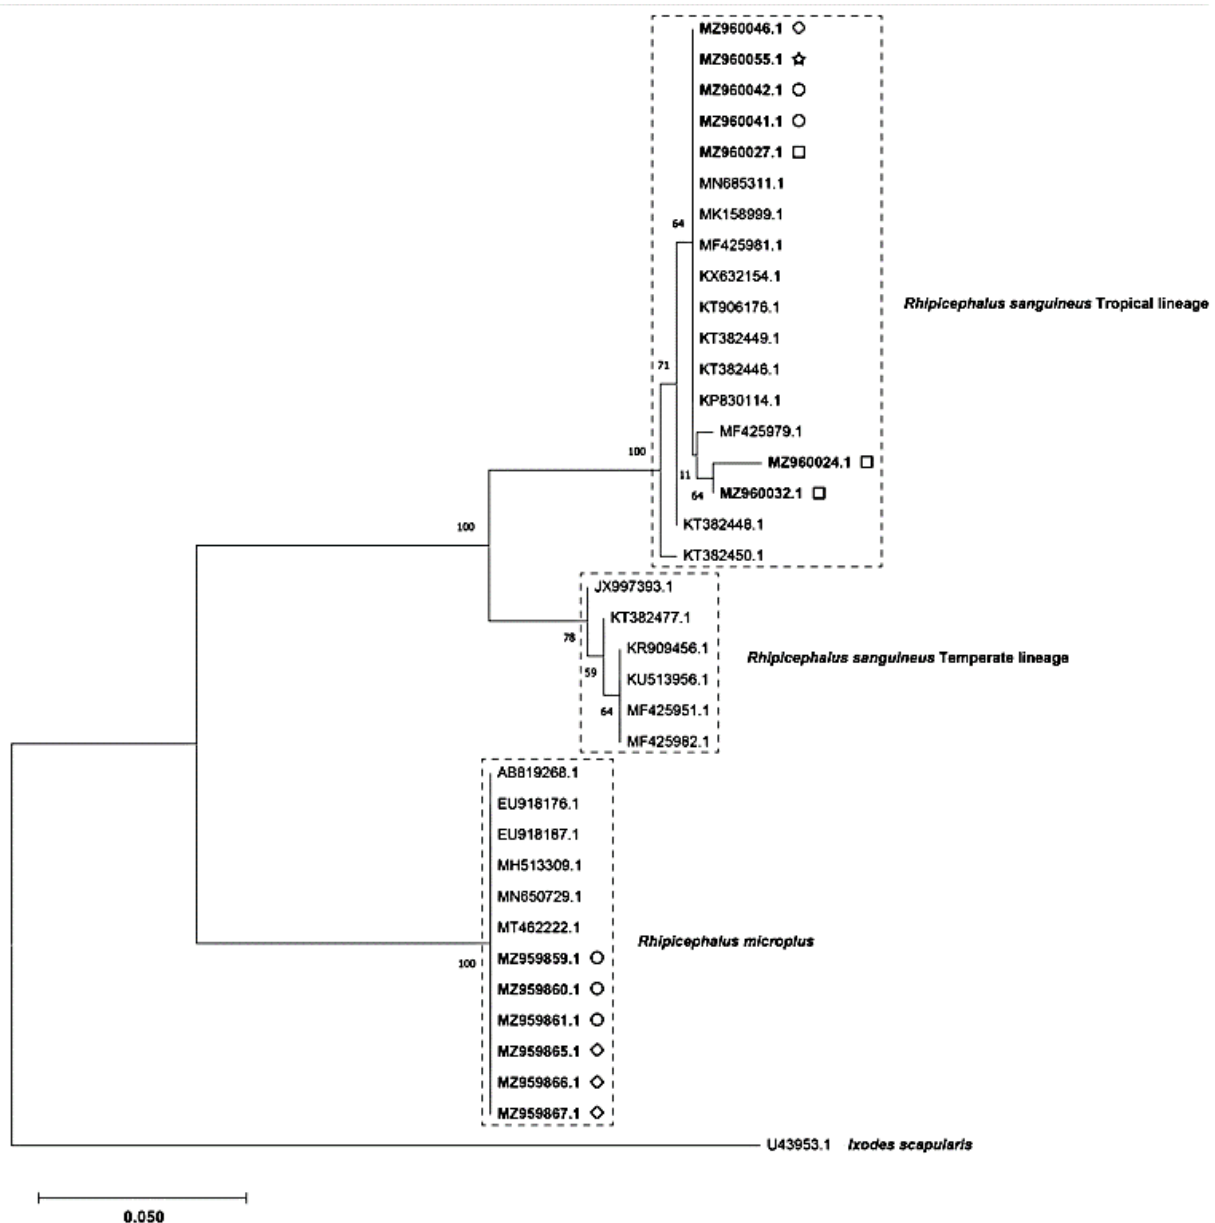 MZ960046.1
MZ960055.1
MZ960042.1
MZ960041.1
MZ960027.1
MN685311.1
MK158999.1
64
MF425981.1
KX632154.1
Rhipicephalus sanguineus Tropical lineage
KT906176.1
KT382449.1
71
KT382446.1
KP830114.1
MF425979.1
100
MZ960024.1
11
64
MZ960032.1
100
KT382448.1
KT382450.1
JX997393.1
KT382477.1
78
KR909456.1
Rhipicephalus sanguineus Temperate lineage
59
KU513956.1
64
MF425951.1
MF425982.1
AB819268.1
EU918176.1
EU918187.1
MH513309.1
MN650729.1
MT462222.1
Rhipicephalus microplus
100
MZ959859.1
MZ959860.1
MZ959861.1
MZ959865.1
MZ959866.1
MZ959867.1
U43953.1 Ixodes scapularis
0.050